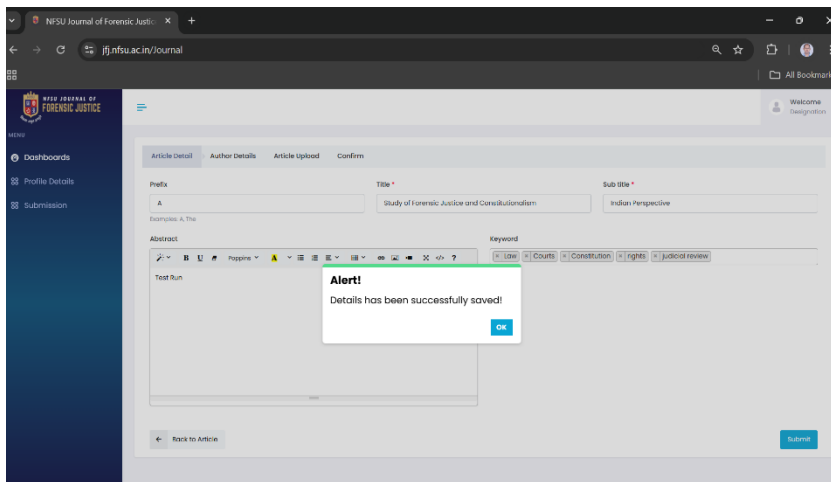 NFSU Journal of Forensic Justic
jfj.nfsu.ac.in/Journal
All Bookmark
NFSU JOURNAL OF
FORENSIC JUSTICE
Welcome
Designation
MENU
Dashboards
Profile Details
Submission
Article Detail Author Details Article Upload Confirm
Prefix
A
Examples: A, The
Title *
Study of Forensic Justice and Constitutionalism
Sub title *
Indian Perspective
Abstract
B U Poppins A
Test Run
Keyword
× Law × Courts × Constitution × rights × judicial review
Alert!
Details has been successfully saved!
OK
← Back to Article
Submit